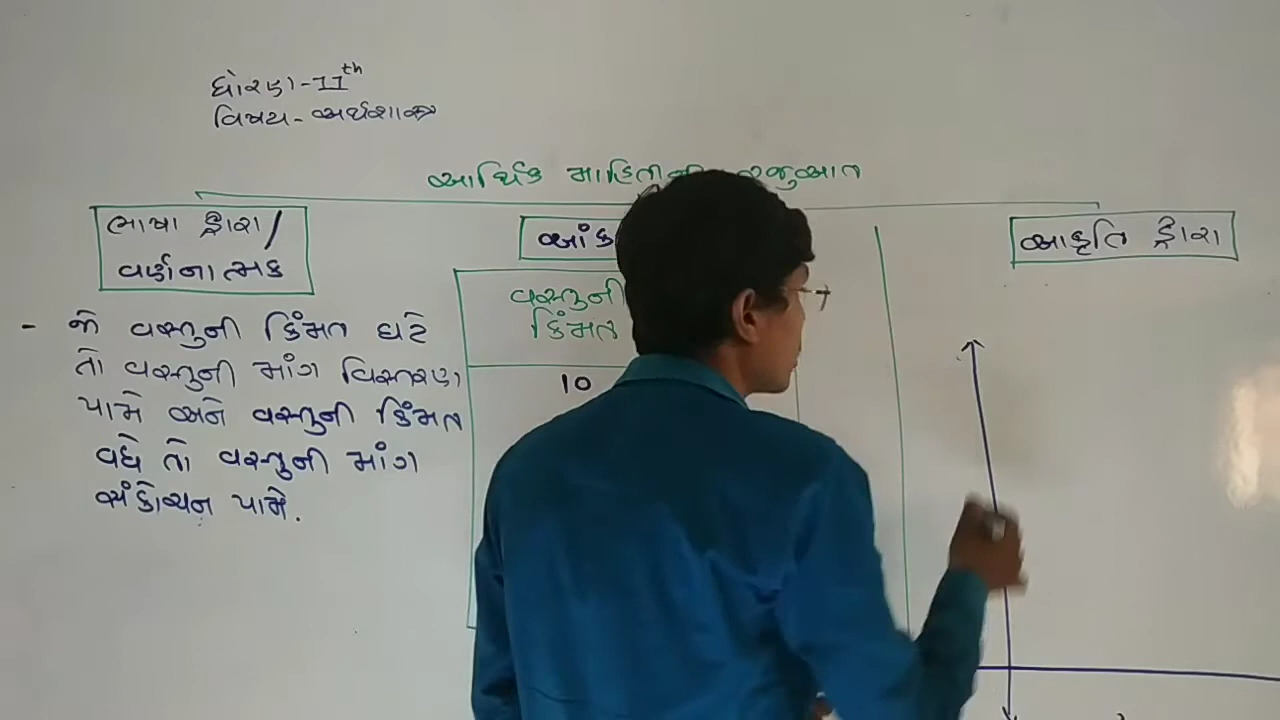 ધોરણ-11th
વિષય- અર્થશાસ્ત્ર
આર્થિક માહિતીની રજુઆત
ભાષા દ્વારા/
વર્ણનાત્મક
- જો વસ્તુની કિંમત ઘટે
તો વસ્તુની માંગ વિસ્તરણ
પામે અને વસ્તુની કિંમત
વધે તો વસ્તુની માંગ
સંકોચન પામે.
આંક
વસ્તુની
કિંમત
10
આકૃતિ દ્વારા